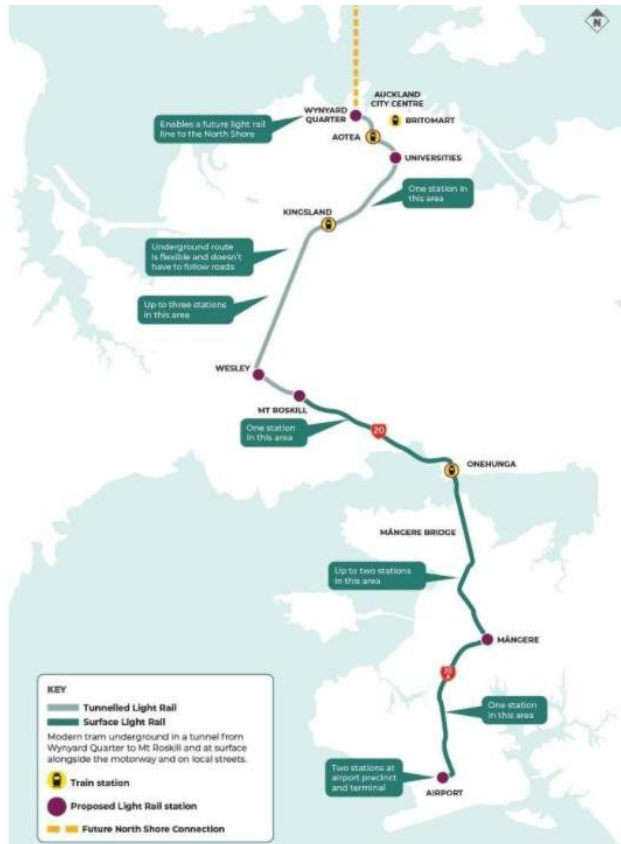 N
AUCKLAND
CITY CENTRE
WYNYARD
QUARTER
BRITOMART
Enables a future light rail
line to the North Shore
AOTEA
UNIVERSITIES
One station in
this area
KINGSLAND
Underground route
is flexible and doesn't
have to follow roads
Up to three stations
in this area
WESLEY
MT ROSKILL
One station
in this area
20
ONEHUNGA
MĀNGERE BRIDGE
Up to two stations
in this area
MĀNGERE
20
A
One station
in this area
Two stations at
airport precinct
and terminal
AIRPORT
KEY
Tunnelled Light Rail
Surface Light Rail
Modern tram underground in a tunnel from
Wynyard Quarter to Mt Roskill and at surface
alongside the motorway and on local streets.
Train station
Proposed Light Rail station
Future North Shore Connection